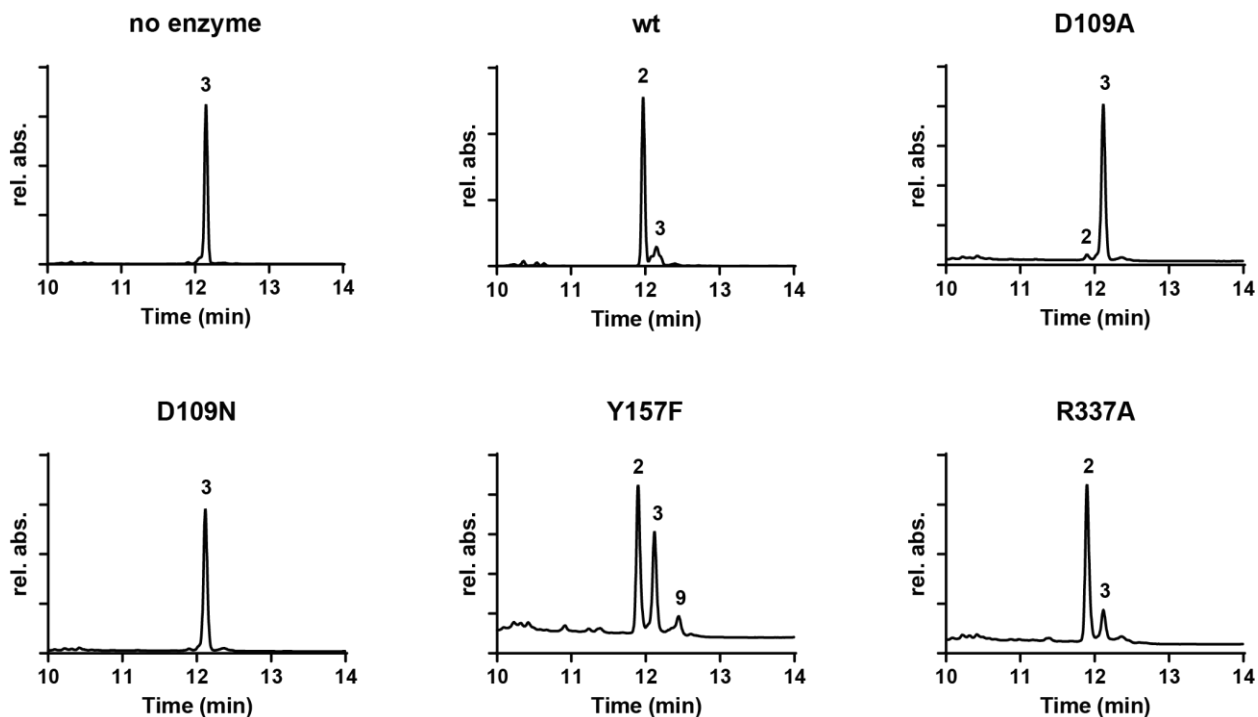 no enzyme
3
rel. abs.
10 11 12 13 14
Time (min)
wt
2
3
rel. abs.
10 11 12 13 14
Time (min)
D109A
3
2
rel. abs.
10 11 12 13 14
Time (min)
D109N
3
rel. abs.
10 11 12 13 14
Time (min)
Y157F
2
3
9
rel. abs.
10 11 12 13 14
Time (min)
R337A
2
3
rel. abs.
10 11 12 13 14
Time (min)